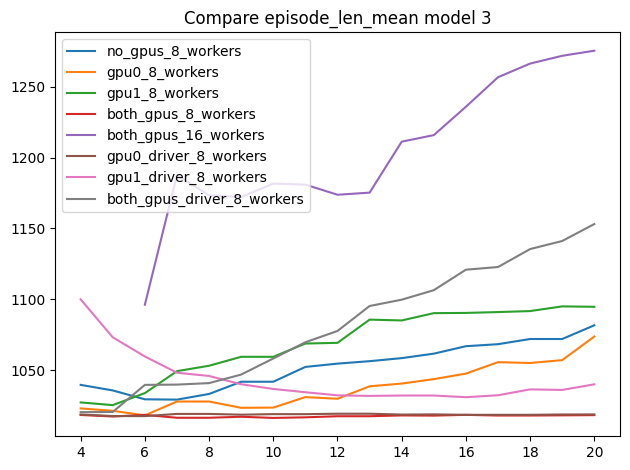 Compare episode_len_mean model 3
no_gpus_8_workers
gpu0_8_workers
gpu1_8_workers
both_gpus_8_workers
both_gpus_16_workers
gpu0_driver_8_workers
gpu1_driver_8_workers
both_gpus_driver_8_workers
1250
1200
1150
1100
1050
4 6 8 10 12 14 16 18 20